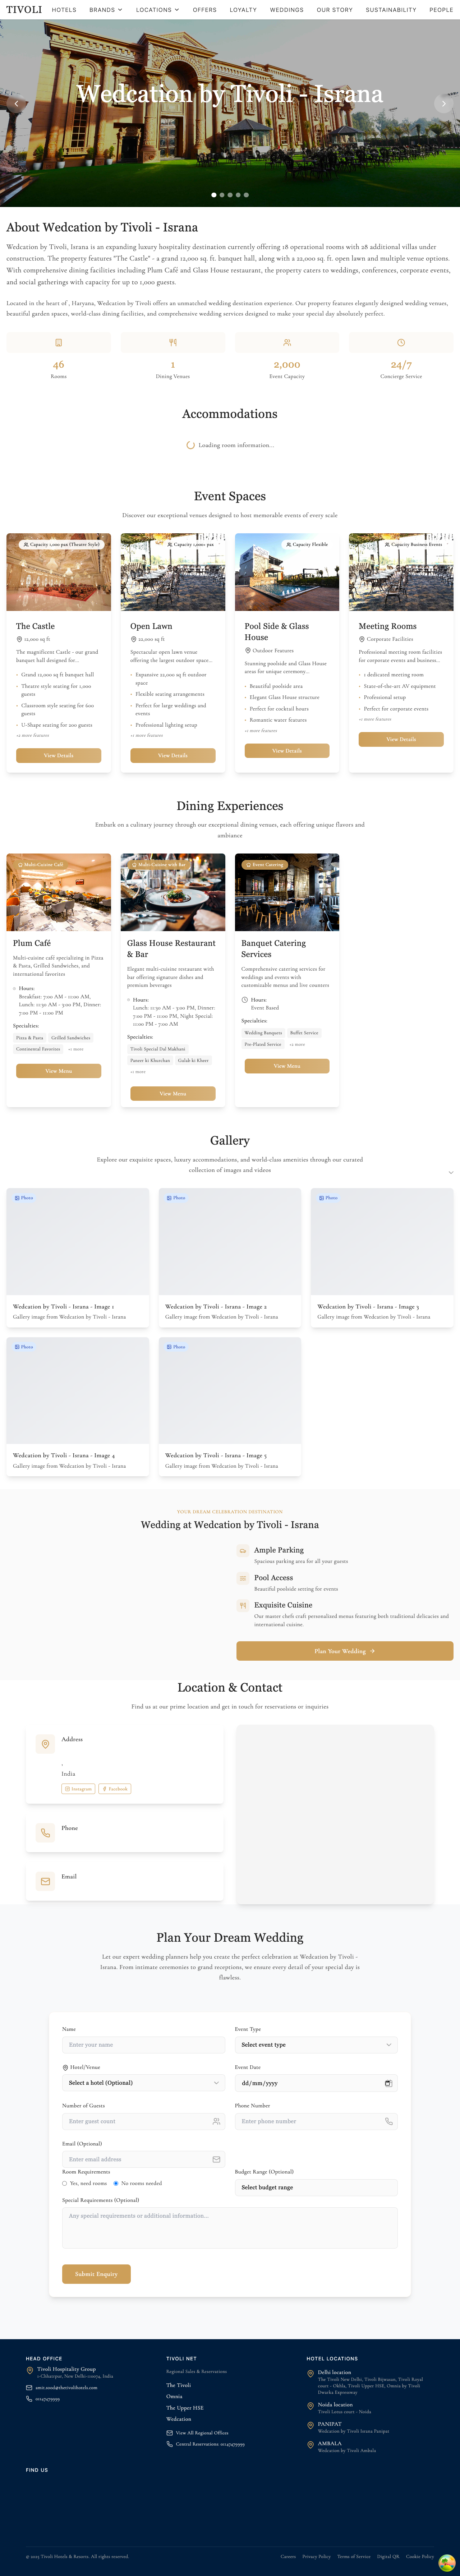 TIVOLI HOTELS BRANDS LOCATIONS OFFERS LOYALTY WEDDINGS OUR STORY SUSTAINABILITY PEOPLE
Wedcation by Tivoli - Israna
About Wedcation by Tivoli - Israna
Wedcation by Tivoli, Israna is an expanding luxury hospitality destination currently offering 18 operational rooms with 28 additional villas under
construction. The property features "The Castle" - a grand 12,000 sq. ft. banquet hall, along with a 22,000 sq. ft. open lawn and multiple venue options.
With comprehensive dining facilities including Plum Café and Glass House restaurant, the property caters to weddings, conferences, corporate events,
and social gatherings with capacity for up to 1,000 guests.
Located in the heart of , Haryana, Wedcation by Tivoli offers an unmatched wedding destination experience. Our property features elegantly designed wedding venues,
beautiful garden spaces, world-class dining facilities, and comprehensive wedding services designed to make your special day absolutely perfect.
46
Rooms
1
Dining Venues
2,000
Event Capacity
24/7
Concierge Service
Accommodations
Loading room information...
Event Spaces
Discover our exceptional venues designed to host memorable events of every scale
Capacity 1,000 pax (Theatre Style)
The Castle
12,000 sq ft
The magnificent Castle - our grand
banquet hall designed for...
Grand 12,000 sq ft banquet hall
Theatre style seating for 1,000
guests
Classroom style seating for 600
guests
U-Shape seating for 200 guests
+2 more features
View Details
Capacity 1,000+ pax
Open Lawn
22,000 sq ft
Spectacular open lawn venue
offering the largest outdoor space...
Expansive 22,000 sq ft outdoor
space
Flexible seating arrangements
Perfect for large weddings and
events
Professional lighting setup
+1 more features
View Details
Capacity Flexible
Pool Side & Glass
House
Outdoor Features
Stunning poolside and Glass House
areas for unique ceremony...
Beautiful poolside area
Elegant Glass House structure
Perfect for cocktail hours
Romantic water features
+1 more features
View Details
Capacity Business Events
Meeting Rooms
Corporate Facilities
Professional meeting room facilities
for corporate events and business...
1 dedicated meeting room
State-of-the-art AV equipment
Professional setup
Perfect for corporate events
+1 more features
View Details
Dining Experiences
Embark on a culinary journey through our exceptional dining venues, each offering unique flavors and
ambiance
Multi-Cuisine Café
Plum Café
Multi-cuisine café specializing in Pizza
& Pasta, Grilled Sandwiches, and
international favorites
Hours:
Breakfast: 7:00 AM - 11:00 AM,
Lunch: 11:30 AM - 3:00 PM, Dinner:
7:00 PM - 11:00 PM
Specialties:
Pizza & Pasta Grilled Sandwiches
Continental Favorites +1 more
View Menu
Multi-Cuisine with Bar
Glass House Restaurant
& Bar
Elegant multi-cuisine restaurant with
bar offering signature dishes and
premium beverages
Hours:
Lunch: 11:30 AM - 3:00 PM, Dinner:
7:00 PM - 11:00 PM, Night Special:
11:00 PM - 7:00 AM
Specialties:
Tivoli Special Dal Makhani
Paneer ki Khurchan Gulab ki Kheer
+1 more
View Menu
Event Catering
Banquet Catering
Services
Comprehensive catering services for
weddings and events with
customizable menus and live counters
Hours:
Event Based
Specialties:
Wedding Banquets Buffet Service
Pre-Plated Service +1 more
View Menu
Gallery
Explore our exquisite spaces, luxury accommodations, and world-class amenities through our curated
collection of images and videos
Photo
Wedcation by Tivoli - Israna - Image 1
Gallery image from Wedcation by Tivoli - Israna
Photo
Wedcation by Tivoli - Israna - Image 2
Gallery image from Wedcation by Tivoli - Israna
Photo
Wedcation by Tivoli - Israna - Image 3
Gallery image from Wedcation by Tivoli - Israna
Photo
Wedcation by Tivoli - Israna - Image 4
Gallery image from Wedcation by Tivoli - Israna
Photo
Wedcation by Tivoli - Israna - Image 5
Gallery image from Wedcation by Tivoli - Israna
YOUR DREAM CELEBRATION DESTINATION
Wedding at Wedcation by Tivoli - Israna
Ample Parking
Spacious parking area for all your guests
Pool Access
Beautiful poolside setting for events
Exquisite Cuisine
Our master chefs craft personalized menus featuring both traditional delicacies and
international cuisine.
Plan Your Wedding
Location & Contact
Find us at our prime location and get in touch for reservations or inquiries
Address
,
India
Instagram Facebook
Phone
Email
Plan Your Dream Wedding
Let our expert wedding planners help you create the perfect celebration at Wedcation by Tivoli -
Israna. From intimate ceremonies to grand receptions, we ensure every detail of your special day is
flawless.
Name
Enter your name
Event Type
Select event type
Hotel/Venue
Select a hotel (Optional)
Event Date
dd/mm/yyyy
Number of Guests
Enter guest count
Phone Number
Enter phone number
Email (Optional)
Enter email address
Room Requirements
Yes, need rooms No rooms needed
Budget Range (Optional)
Select budget range
Special Requirements (Optional)
Any special requirements or additional information...
Submit Enquiry
HEAD OFFICE
Tivoli Hospitality Group
1-Chhattarpur, New Delhi-110074, India
TIVOLI NET
Regional Sales & Reservations
The Tivoli
Omnia
The Upper HSE
Wedcation
View All Regional Offices
HOTEL LOCATIONS
Delhi location
The Tivoli New Delhi, Tivoli Bijwasan, Tivoli Royal
court - Okhla, Tivoli Upper HSE, Omnia by Tivoli
Dwarka Expressway
Noida location
Tivoli Lotus court - Noida
PANIPAT
Wedcation by Tivoli Israna Panipat
AMBALA
Wedcation by Tivoli Ambala
FIND US
© 2025 Tivoli Hotels & Resorts. All rights reserved.
Careers Privacy Policy Terms of Service Digital QR Cookie Policy